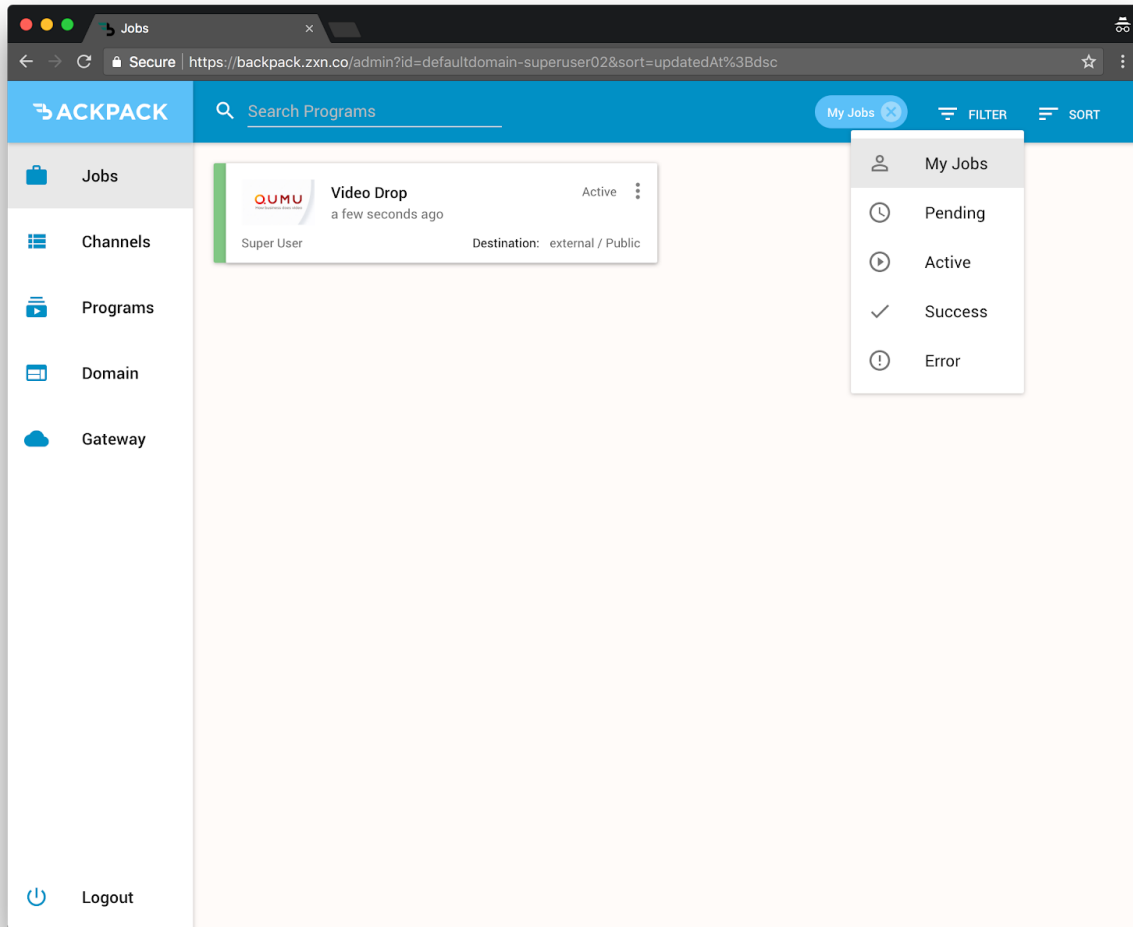 Jobs
Secure https://backpack.zxn.co/admin?id=defaultdomain-superuser02&sort=updatedAt%3Bdsc
BACKPACK
Search Programs
My Jobs
FILTER
SORT
Jobs
Channels
Programs
Domain
Gateway
Logout
QUMU
Video Drop
a few seconds ago
Active
Super User
Destination: external / Public
My Jobs
Pending
Active
Success
Error